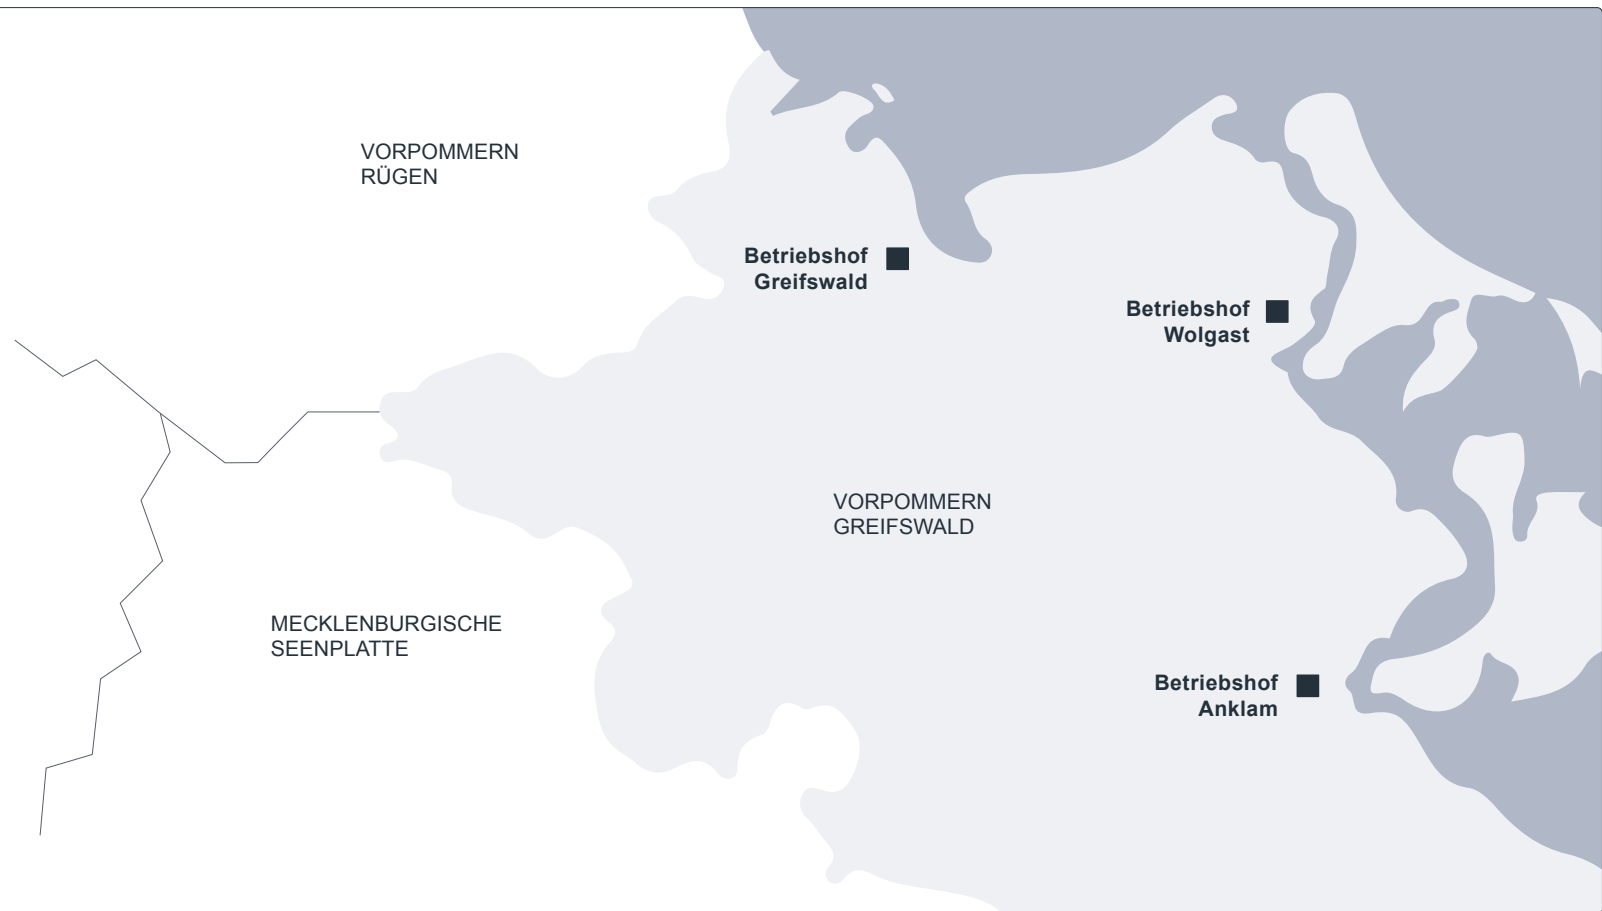 VORPOMMERN
RÜGEN
Betriebshof
Greifswald
Betriebshof
Wolgast
VORPOMMERN
GREIFSWALD
MECKLENBURGISCHE
SEENPLATTE
Betriebshof
Anklam